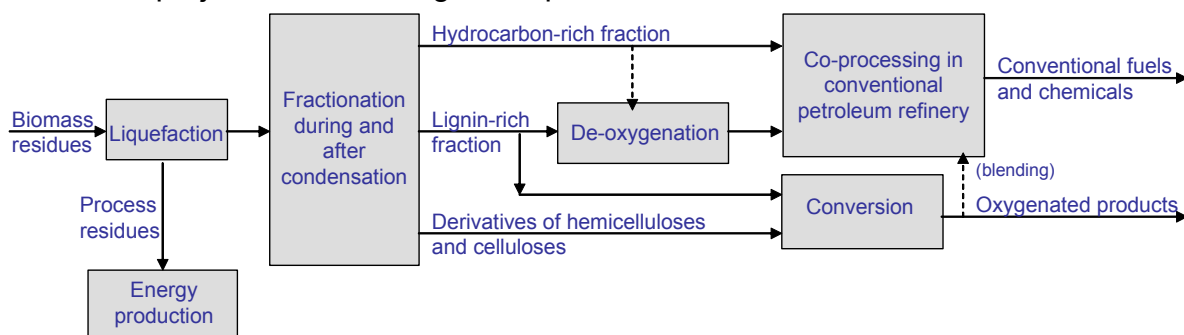 Hydrocarbon-rich fraction
Co-processing in
conventional
petroleum refinery
Conventional fuels
and chemicals
Biomass
residues
Liquefaction
Fractionation
during and
after
condensation
Lignin-rich
fraction
De-oxygenation
(blending)
Process
residues
Derivatives of hemicelluloses
and celluloses
Conversion
Oxygenated products
Energy
production